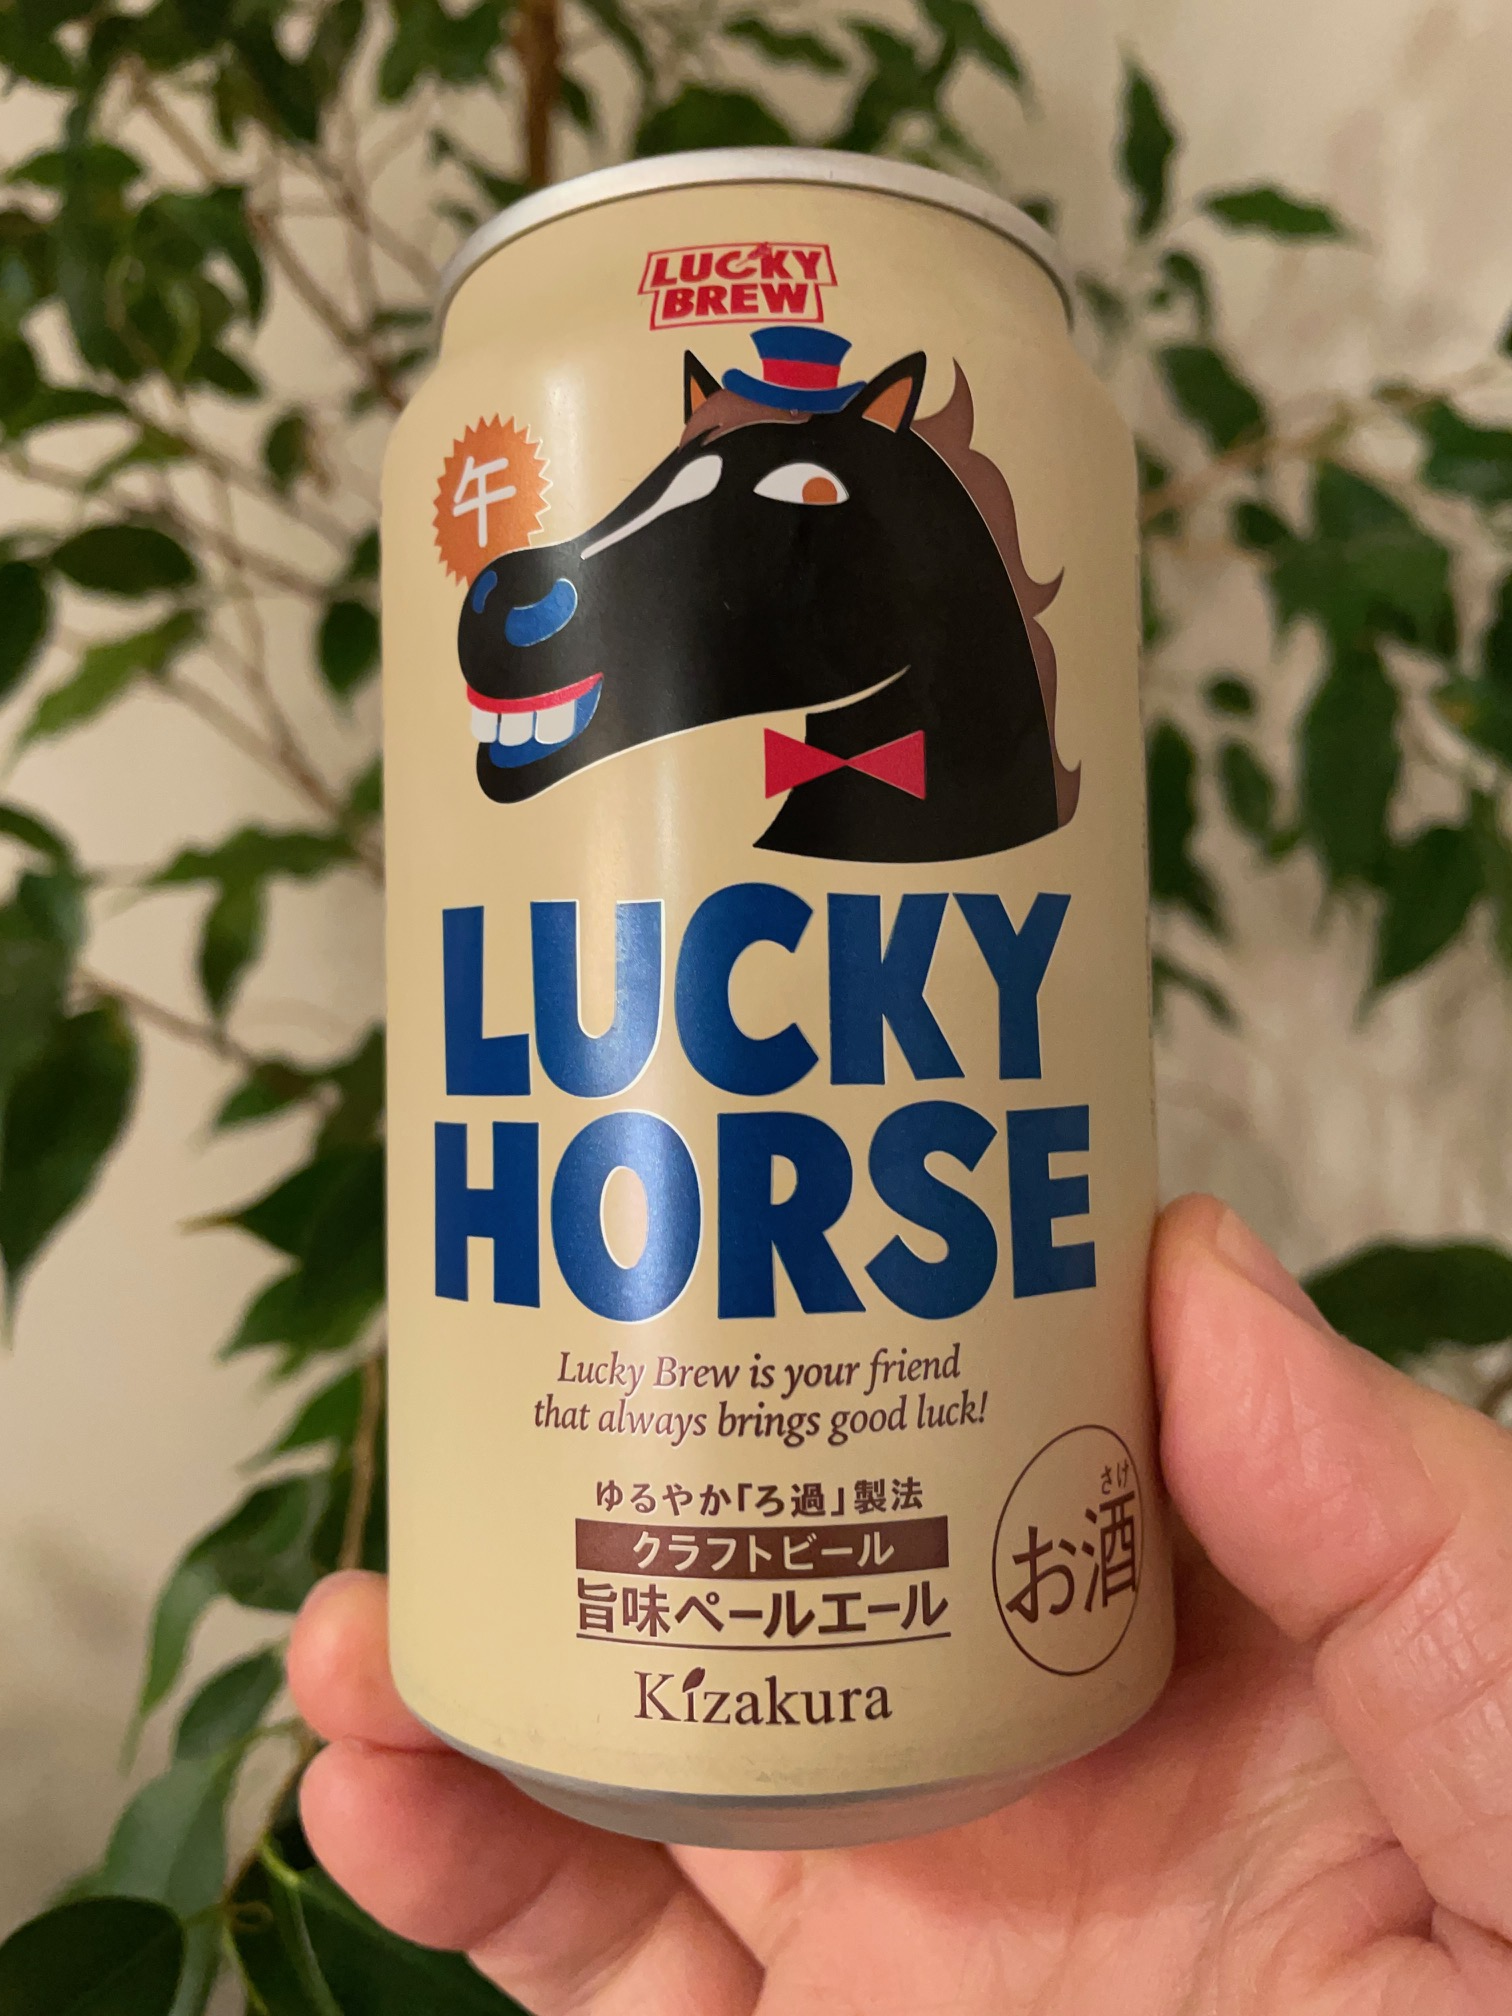 LUCKY
BREW
午
LUCKY
HORSE
Lucky Brew is your friend
that always brings good luck!
ゆるやか「ろ過」製法
クラフトビール
旨味ペールエール
Kizakura
さけ
お酒